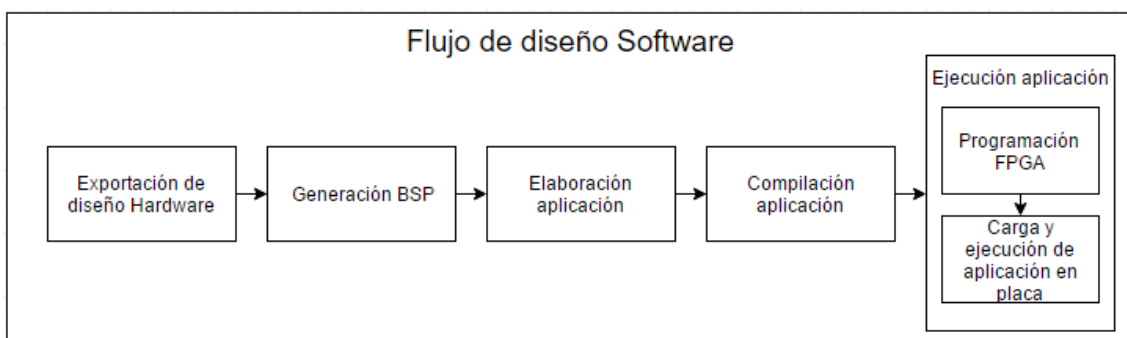 Flujo de diseño Software
Exportación de
diseño Hardware
Generación BSP
Elaboración
aplicación
Compilación
aplicación
Ejecución aplicación
Programación
FPGA
Carga y
ejecución de
aplicación en
placa